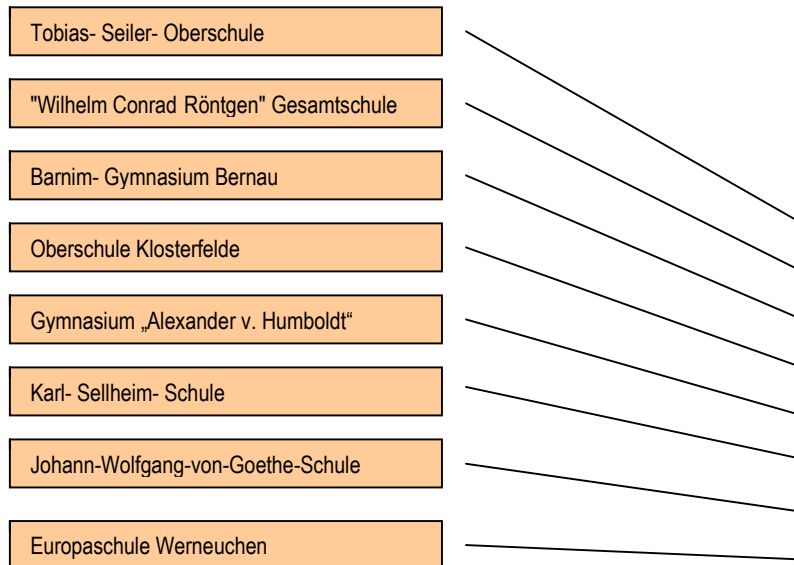 Tobias- Seiler- Oberschule
"Wilhelm Conrad Röntgen" Gesamtschule
Barnim- Gymnasium Bernau
Oberschule Klosterfelde
Gymnasium „Alexander v. Humboldt“
Karl- Sellheim- Schule
Johann-Wolfgang-von-Goethe-Schule
Europaschule Werneuchen